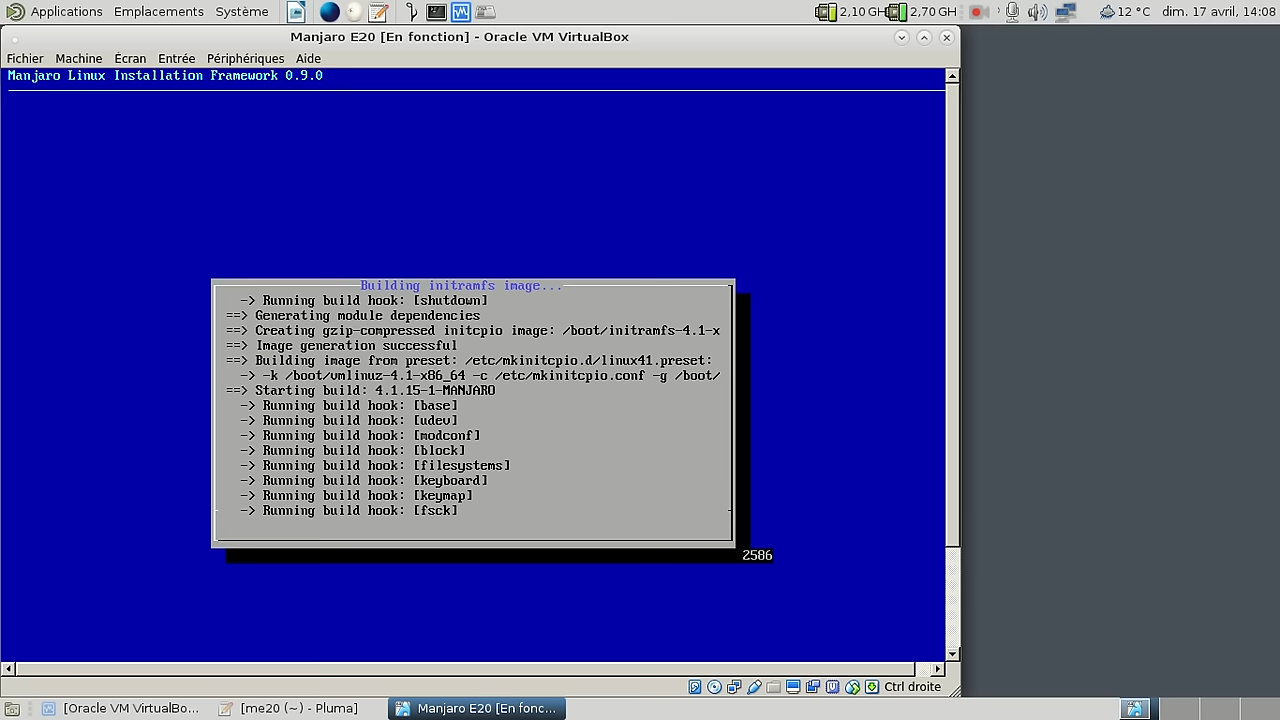 Applications Emplacements Système 2,10 GH 2,70 GH 12 °C dim. 17 avril, 14:08
Manjaro E20 [En fonction] - Oracle VM VirtualBox
Fichier Machine Écran Entrée Périphériques Aide
Manjaro Linux Installation Framework 0.9.0
Building initramfs image...
-> Running build hook: [shutdown]
==> Generating module dependencies
==> Creating gzip-compressed initcpio image: /boot/initramfs-4.1-x
==> Image generation successful
==> Building image from preset: /etc/mkinitcpio.d/linux41.preset:
-> -k /boot/vmlinuz-4.1-x86_64 -c /etc/mkinitcpio.conf -g /boot/
==> Starting build: 4.1.15-1-MANJARO
-> Running build hook: [base]
-> Running build hook: [udev]
-> Running build hook: [modconf]
-> Running build hook: [block]
-> Running build hook: [filesystems]
-> Running build hook: [keyboard]
-> Running build hook: [keymap]
-> Running build hook: [fsck]
2586
Ctrl droite
[Oracle VM VirtualBo... [me20 (~) - Pluma] Manjaro E20 [En fonc...